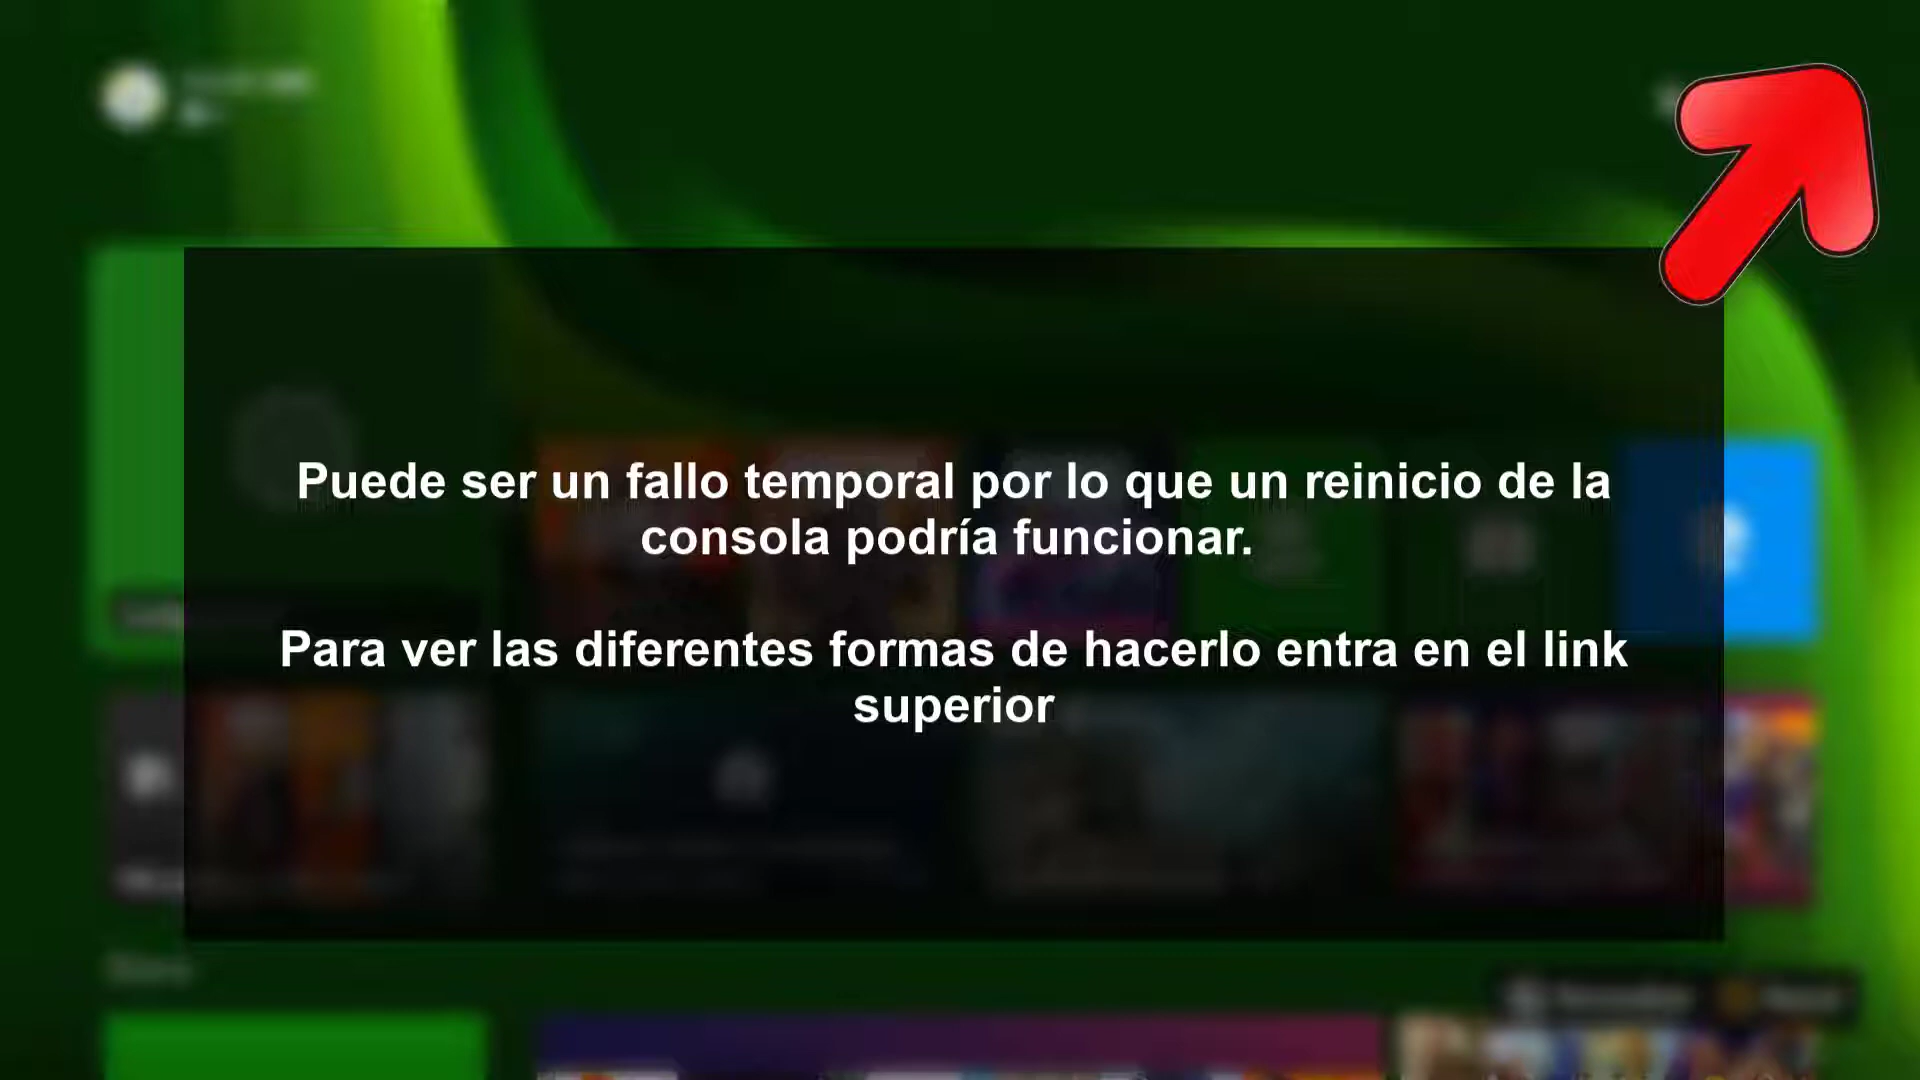 Puede ser un fallo temporal por lo que un reinicio de la
consola podría funcionar.
Para ver las diferentes formas de hacerlo entra en el link
superior